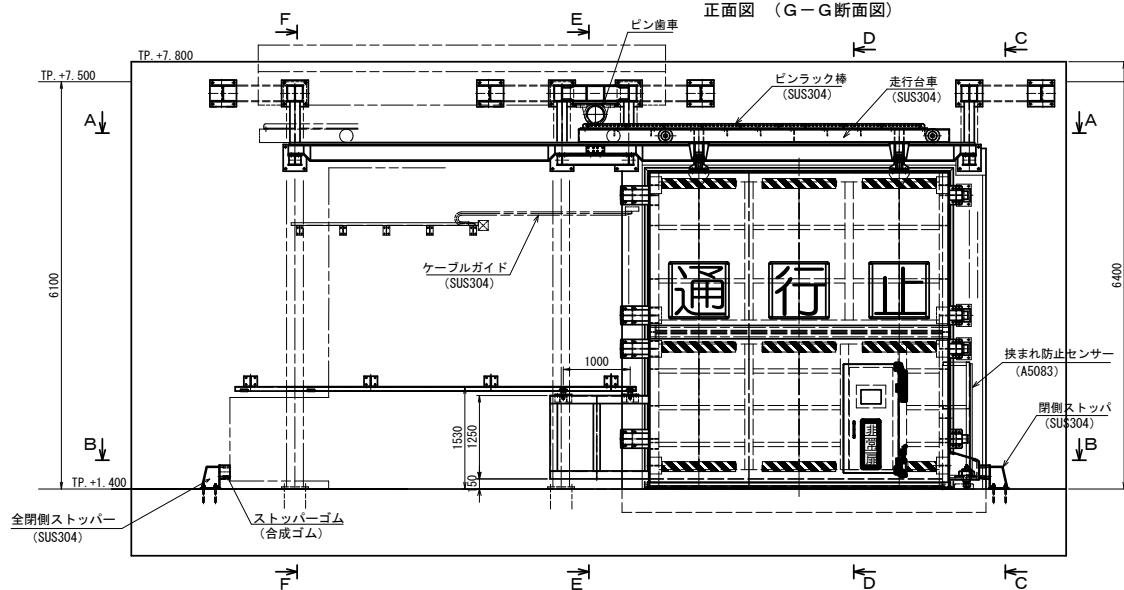 正面図 (G-G断面図)
F
E
D
C
ピン歯車
TP. +7.800
TP. +7.500
ピンラック棒
(SUS304)
走行台車
(SUS304)
A
A
ケーブルガイド
(SUS304)
6100
6400
通
行
止
挟まれ防止センサー
(A5083)
1000
閉側ストッパ
(SUS304)
1530
1250
150
非常扉
B
B
TP. +1.400
全閉側ストッパー
(SUS304)
ストッパーゴム
(合成ゴム)
F
E
D
C